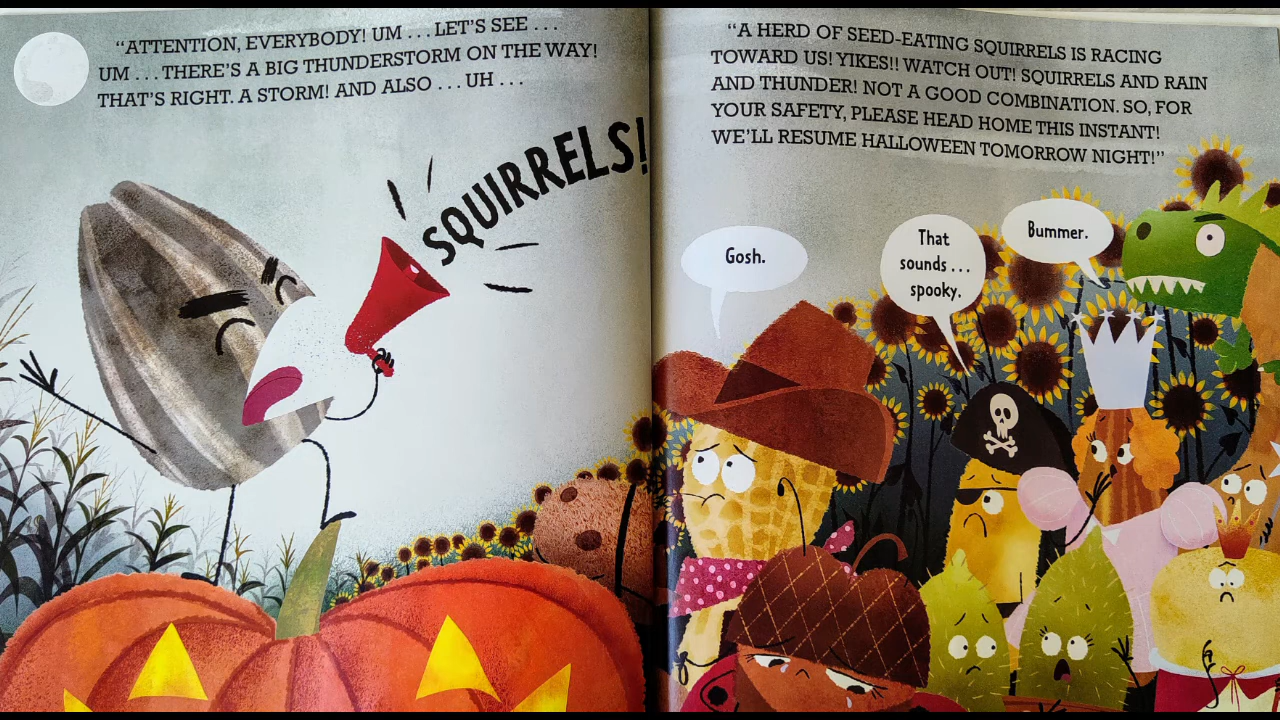 “ATTENTION, EVERYBODY! UM . . . LET’S SEE . . .
UM . . . THERE’S A BIG THUNDERSTORM ON THE WAY!
THAT’S RIGHT. A STORM! AND ALSO . . . UH . . .
SQUIRRELS!
“A HERD OF SEED-EATING SQUIRRELS IS RACING
TOWARD US! YIKES!! WATCH OUT! SQUIRRELS AND RAIN
AND THUNDER! NOT A GOOD COMBINATION. SO, FOR
YOUR SAFETY, PLEASE HEAD HOME THIS INSTANT!
WE’LL RESUME HALLOWEEN TOMORROW NIGHT!”
Gosh.
That
sounds . . .
spooky.
Bummer.